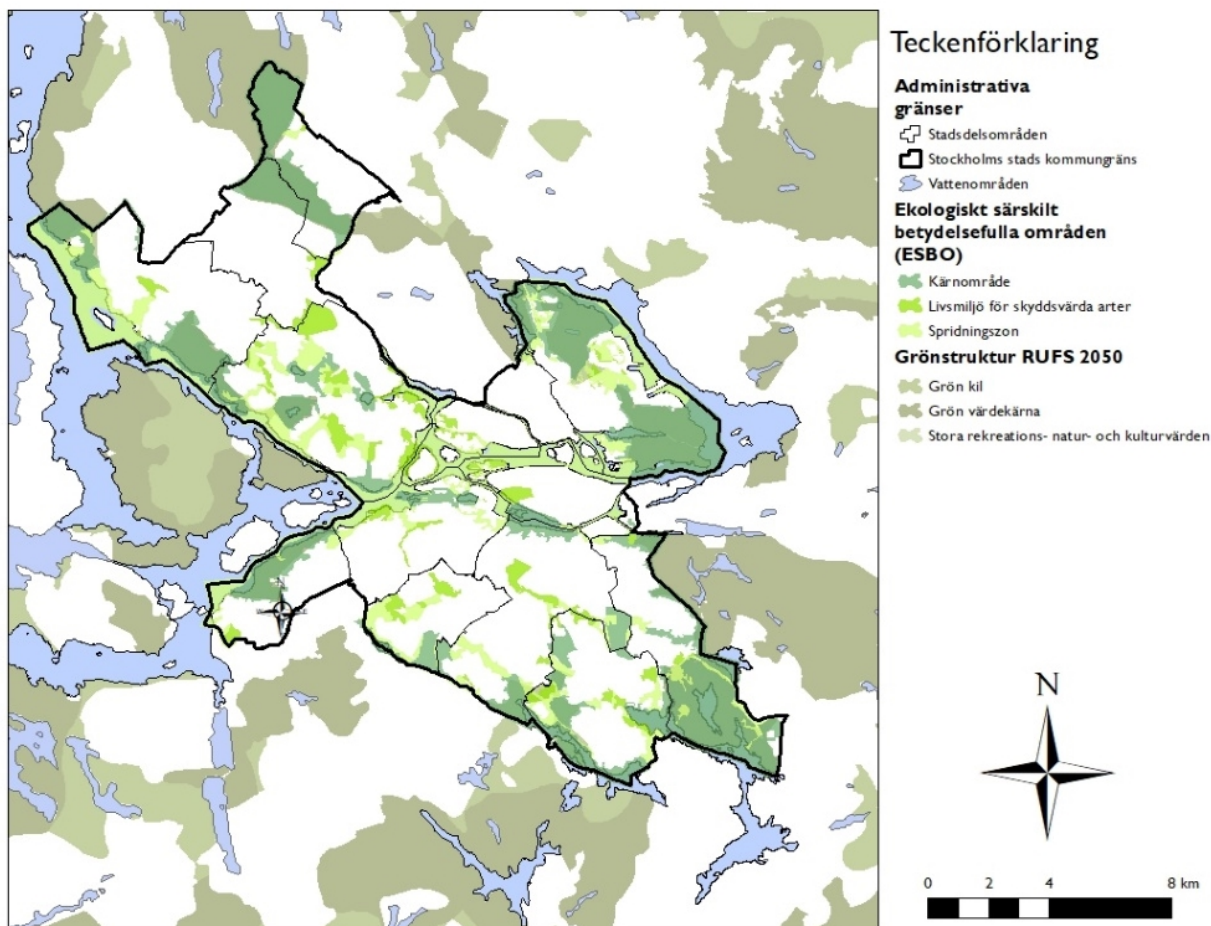 Teckenförklaring
Administrativa
gränser
Stadsdelsområden
Stockholms stads kommungräns
Vattenområden
Ekologiskt särskilt
betydelsefulla områden
(ESBO)
Kärnområde
Livsmiljö för skyddsvärda arter
Spridningszon
Grönstruktur RUFS 2050
Grön kil
Grön värdekärna
Stora rekreations- natur- och kulturvärden
N
0 2 4 8 km